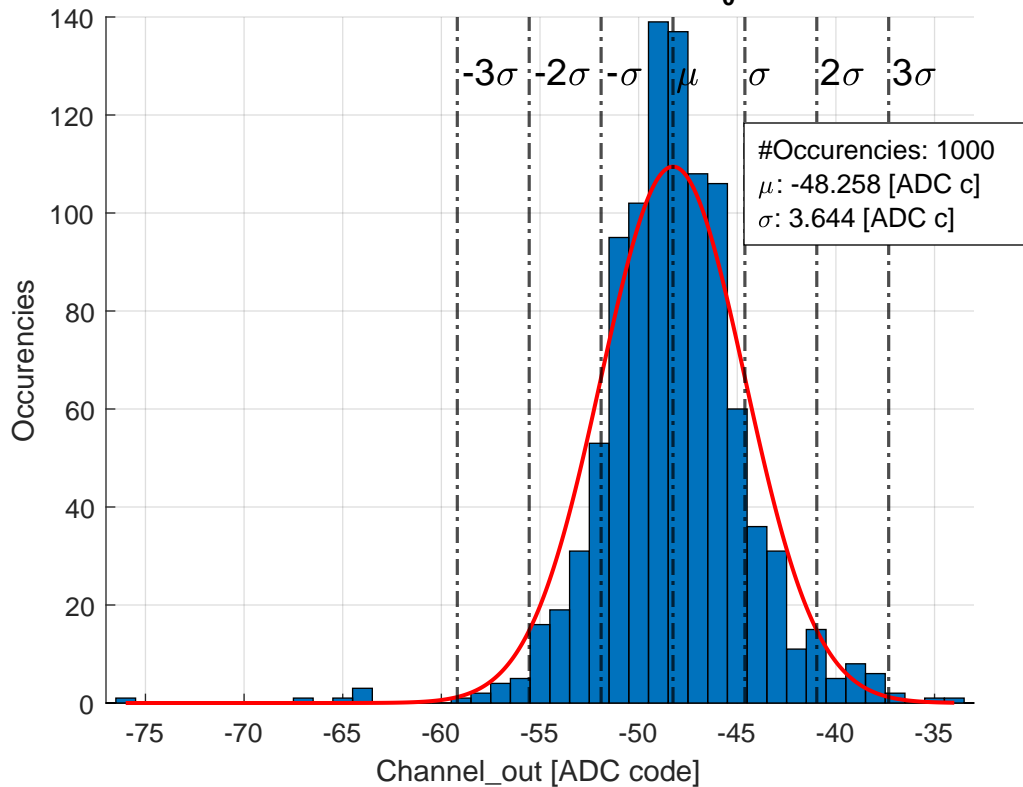 140
120
100
80
60
40
20
0
Occurencies
-3σ -2σ -σ μ σ 2σ 3σ
#Occurencies: 1000
μ: -48.258 [ADC c]
σ: 3.644 [ADC c]
-75 -70 -65 -60 -55 -50 -45 -40 -35
Channel_out [ADC code]